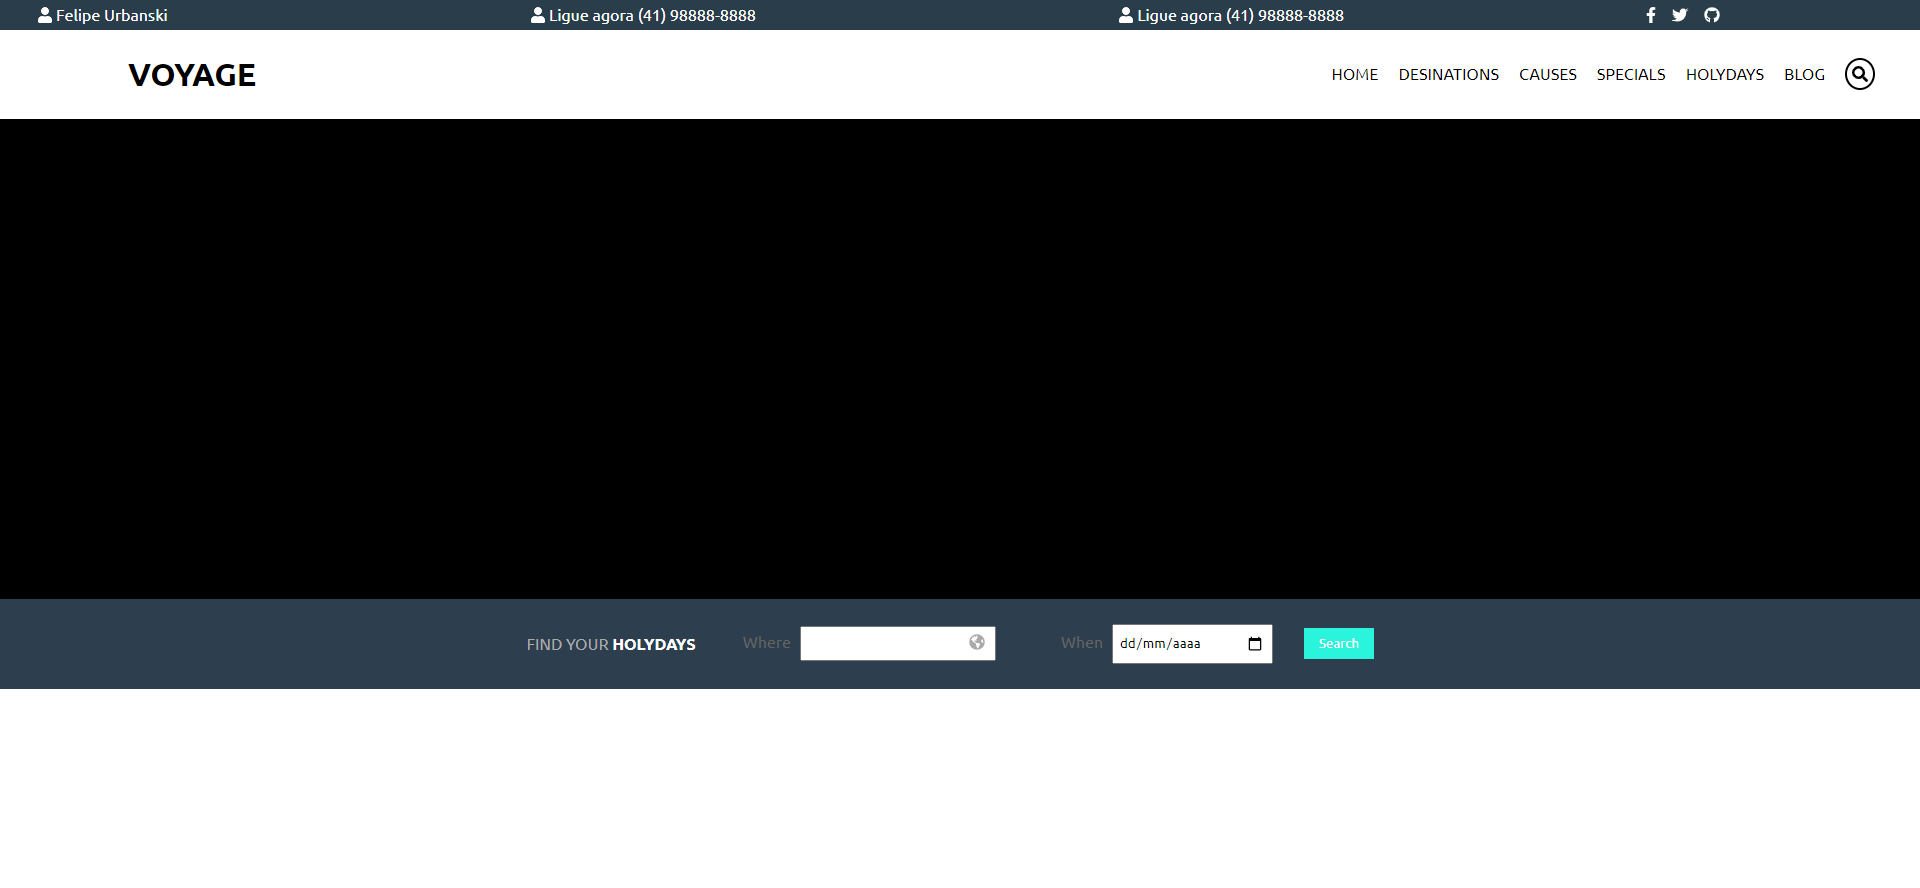 Felipe Urbanski
Ligue agora (41) 98888-8888
Ligue agora (41) 98888-8888
VOYAGE
HOME
DESINATIONS
CAUSES
SPECIALS
HOLYDAYS
BLOG
FIND YOUR HOLYDAYS
Where
When
dd/mm/aaaa
Search